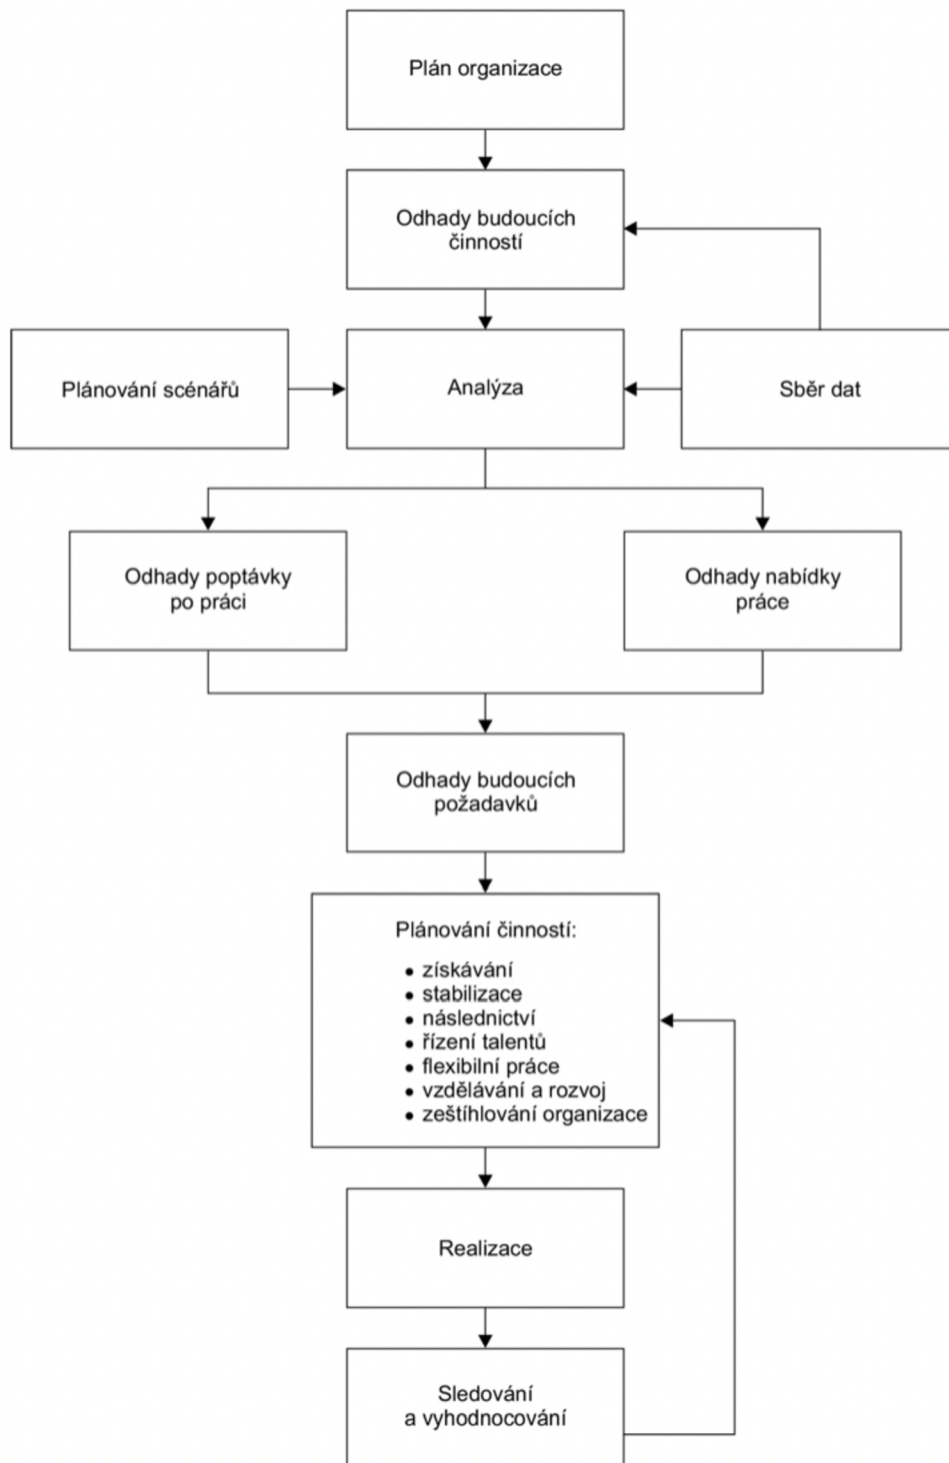 Plán organizace
Odhady budoucích
činností
Plánování scénářů
Analýza
Sběr dat
Odhady poptávky
po práci
Odhady nabídky
práce
Odhady budoucích
požadavků
Plánování činností:
• získávání
• stabilizace
• následnictví
• řízení talentů
• flexibilní práce
• vzdělávání a rozvoj
• zeštíhlování organizace
Realizace
Sledování
a vyhodnocování